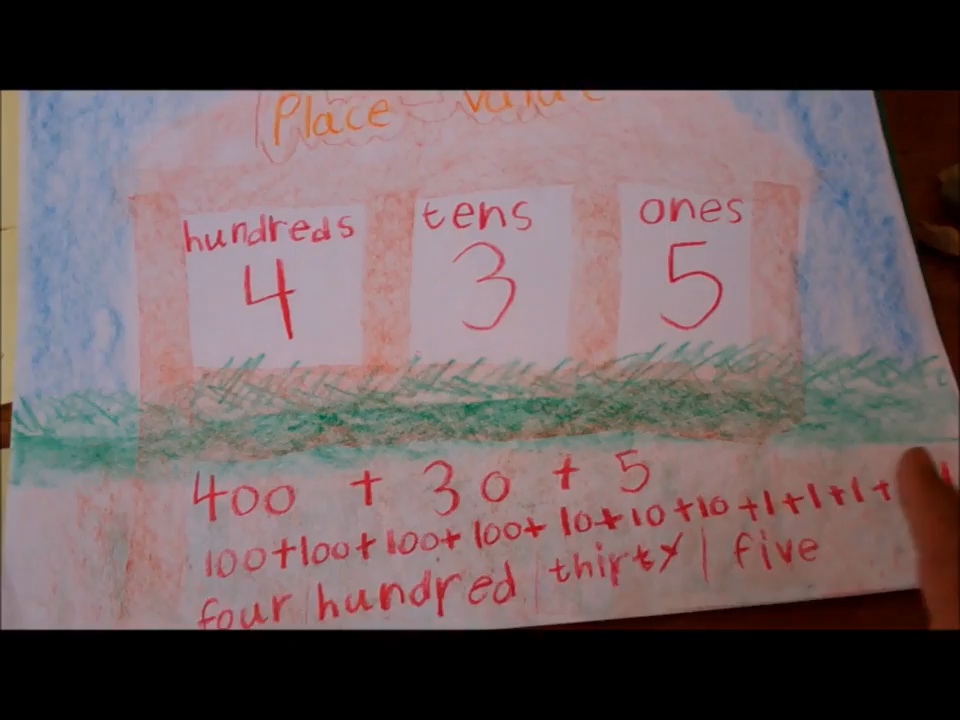 Place Value
hundreds tens ones
4 3 5
400 + 30 + 5
100+100+100+100+10+10+10+1+1+1+1+
four/hundred/thirty/five